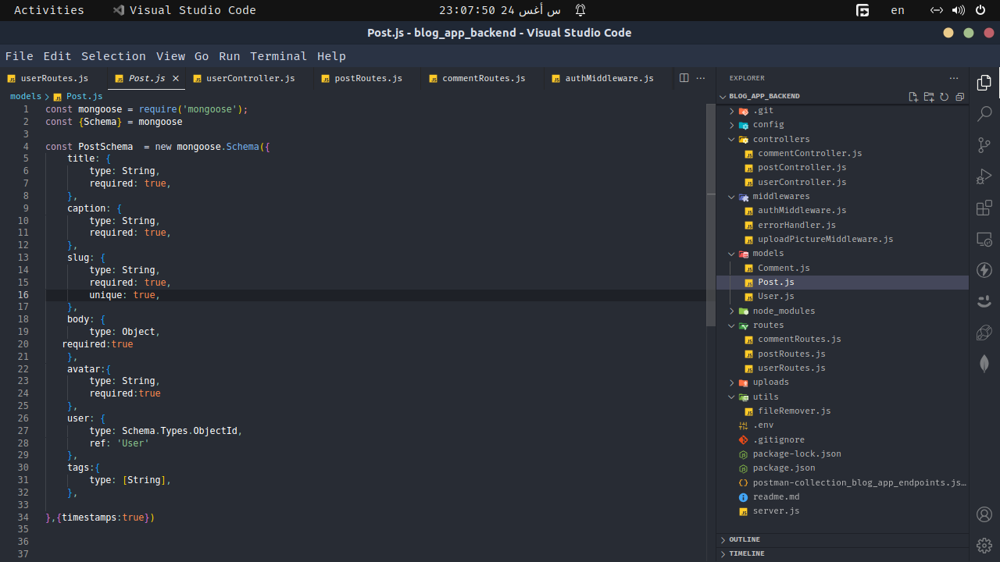 Activities
Visual Studio Code
23:07:50 24 س أغس
en
Post.js - blog_app_backend - Visual Studio Code
File Edit Selection View Go Run Terminal Help
userRoutes.js
Post.js
userController.js
postRoutes.js
commentRoutes.js
authMiddleware.js
models > Post.js
1 const mongoose = require('mongoose');
2 const {Schema} = mongoose
3
4 const PostSchema  = new mongoose.Schema({
5     title: {
6         type: String,
7         required: true,
8     },
9     caption: {
10         type: String,
11         required: true,
12     },
13     slug: {
14         type: String,
15         required: true,
16         unique: true,
17     },
18     body: {
19         type: Object,
20    required:true
21     },
22     avatar:{
23         type: String,
24         required:true
25     },
26     user: {
27         type: Schema.Types.ObjectId,
28         ref: 'User'
29     },
30     tags:{
31         type: [String],
32     },
33
34 },{timestamps:true})
35
36
37
EXPLORER
BLOG_APP_BACKEND
.git
config
controllers
commentController.js
postController.js
userController.js
middlewares
authMiddleware.js
errorHandler.js
uploadPictureMiddleware.js
models
Comment.js
Post.js
User.js
node_modules
routes
commentRoutes.js
postRoutes.js
userRoutes.js
uploads
utils
fileRemover.js
.env
.gitignore
package-lock.json
package.json
postman-collection_blog_app_endpoints.js…
readme.md
server.js
OUTLINE
TIMELINE